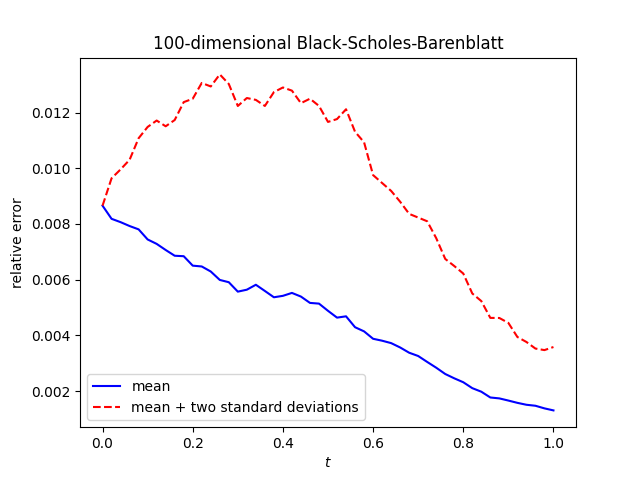 100-dimensional Black-Scholes-Barenblatt
relative error
0.012
0.010
0.008
0.006
0.004
0.002
mean
mean + two standard deviations
0.0 0.2 0.4 0.6 0.8 1.0
t